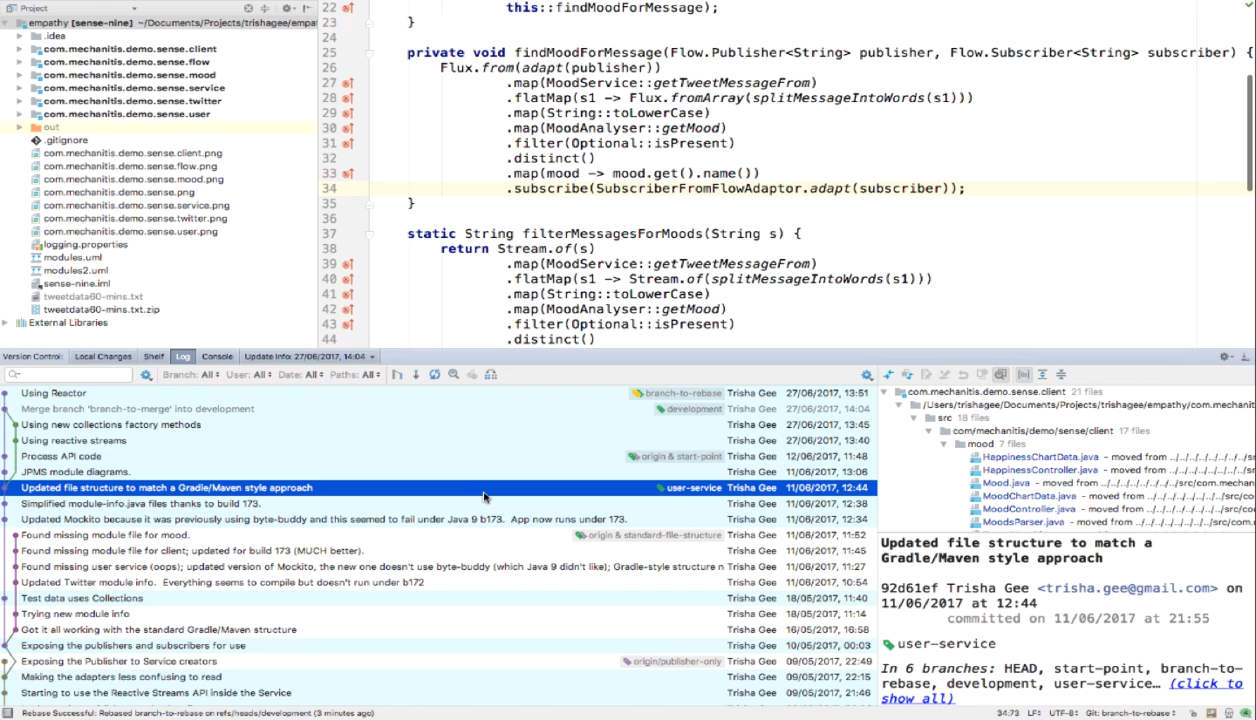 Project
empathy [sense-nine] ~/Documents/Projects/trishagee/empat
.idea
com.mechanitis.demo.sense.client
com.mechanitis.demo.sense.flow
com.mechanitis.demo.sense.mood
com.mechanitis.demo.sense.service
com.mechanitis.demo.sense.twitter
com.mechanitis.demo.sense.user
out
.gitignore
com.mechanitis.demo.sense.client.png
com.mechanitis.demo.sense.flow.png
com.mechanitis.demo.sense.mood.png
com.mechanitis.demo.sense.png
com.mechanitis.demo.sense.service.png
com.mechanitis.demo.sense.twitter.png
com.mechanitis.demo.sense.user.png
logging.properties
modules.uml
modules2.uml
sense-nine.iml
tweetdata60-mins.txt
tweetdata60-mins.txt.zip
External Libraries
22 this::findMoodForMessage);
23 }
24
25 private void findMoodForMessage(Flow.Publisher<String> publisher, Flow.Subscriber<String> subscriber) {
26 Flux.from(adapt(publisher))
27 .map(MoodService::getTweetMessageFrom)
28 .flatMap(s1 -> Flux.fromArray(splitMessageIntoWords(s1)))
29 .map(String::toLowerCase)
30 .map(MoodAnalyser::getMood)
31 .filter(Optional::isPresent)
32 .distinct()
33 .map(mood -> mood.get().name())
34 .subscribe(SubscriberFromFlowAdaptor.adapt(subscriber));
35 }
36
37 static String filterMessagesForMoods(String s) {
38 return Stream.of(s)
39 .map(MoodService::getTweetMessageFrom)
40 .flatMap(s1 -> Stream.of(splitMessageIntoWords(s1)))
41 .map(String::toLowerCase)
42 .map(MoodAnalyser::getMood)
43 .filter(Optional::isPresent)
44 .distinct()
Version Control: Local Changes Shelf Log Console Update Info: 27/06/2017, 14:04
Branch: All User: All Date: All Paths: All
Using Reactor branch-to-rebase Trisha Gee 27/06/2017, 13:51
Merge branch 'branch-to-merge' into development development Trisha Gee 27/06/2017, 14:04
Using new collections factory methods Trisha Gee 27/06/2017, 13:45
Using reactive streams Trisha Gee 27/06/2017, 13:40
Process API code origin & start-point Trisha Gee 12/06/2017, 11:48
JPMS module diagrams. Trisha Gee 11/06/2017, 13:06
Updated file structure to match a Gradle/Maven style approach user-service Trisha Gee 11/06/2017, 12:44
Simplified module-info.java files thanks to build 173. Trisha Gee 11/06/2017, 12:38
Updated Mockito because it was previously using byte-buddy and this seemed to fail under Java 9 b173. App now runs under 173. Trisha Gee 11/06/2017, 12:34
Found missing module file for mood. origin & standard-file-structure Trisha Gee 11/06/2017, 11:52
Found missing module file for client; updated for build 173 (MUCH better). Trisha Gee 11/06/2017, 11:45
Found missing user service (oops); updated version of Mockito, the new one doesn't use byte-buddy (which Java 9 didn't like); Gradle-style structure n Trisha Gee 11/06/2017, 11:27
Updated Twitter module info. Everything seems to compile but doesn't run under b172 Trisha Gee 11/06/2017, 10:54
Test data uses Collections Trisha Gee 18/05/2017, 11:40
Trying new module info Trisha Gee 18/05/2017, 11:14
Got it all working with the standard Gradle/Maven structure Trisha Gee 16/05/2017, 16:58
Exposing the publishers and subscribers for use Trisha Gee 10/05/2017, 00:03
Exposing the Publisher to Service creators origin/publisher-only Trisha Gee 09/05/2017, 22:49
Making the adapters less confusing to read Trisha Gee 09/05/2017, 22:15
Starting to use the Reactive Streams API inside the Service Trisha Gee 09/05/2017, 21:46
com.mechanitis.demo.sense.client 21 files
/Users/trishagee/Documents/Projects/trishagee/empathy/com.mechanit
src 18 files
com/mechanitis/demo/sense/client 17 files
mood 7 files
HappinessChartData.java - moved from ../../../../../../../sr
HappinessController.java - moved from ../../../../../../../s
Mood.java - moved from ../../../../../../../src/com/mechan
MoodChartData.java - moved from ../../../../../../../src/co
MoodController.java - moved from ../../../../../../../src/co
MoodsParser.java - moved from ../../../../../../../src/com/
Updated file structure to match a
Gradle/Maven style approach
92d61ef Trisha Gee <trisha.gee@gmail.com> on
11/06/2017 at 12:44
committed on 11/06/2017 at 21:55
user-service
In 6 branches: HEAD, start-point, branch-to-
rebase, development, user-service… (click to
show all)
Rebase Successful: Rebased branch-to-rebase on refs/heads/development (3 minutes ago) 34:73 LF÷ UTF-8÷ Git: branch-to-rebase